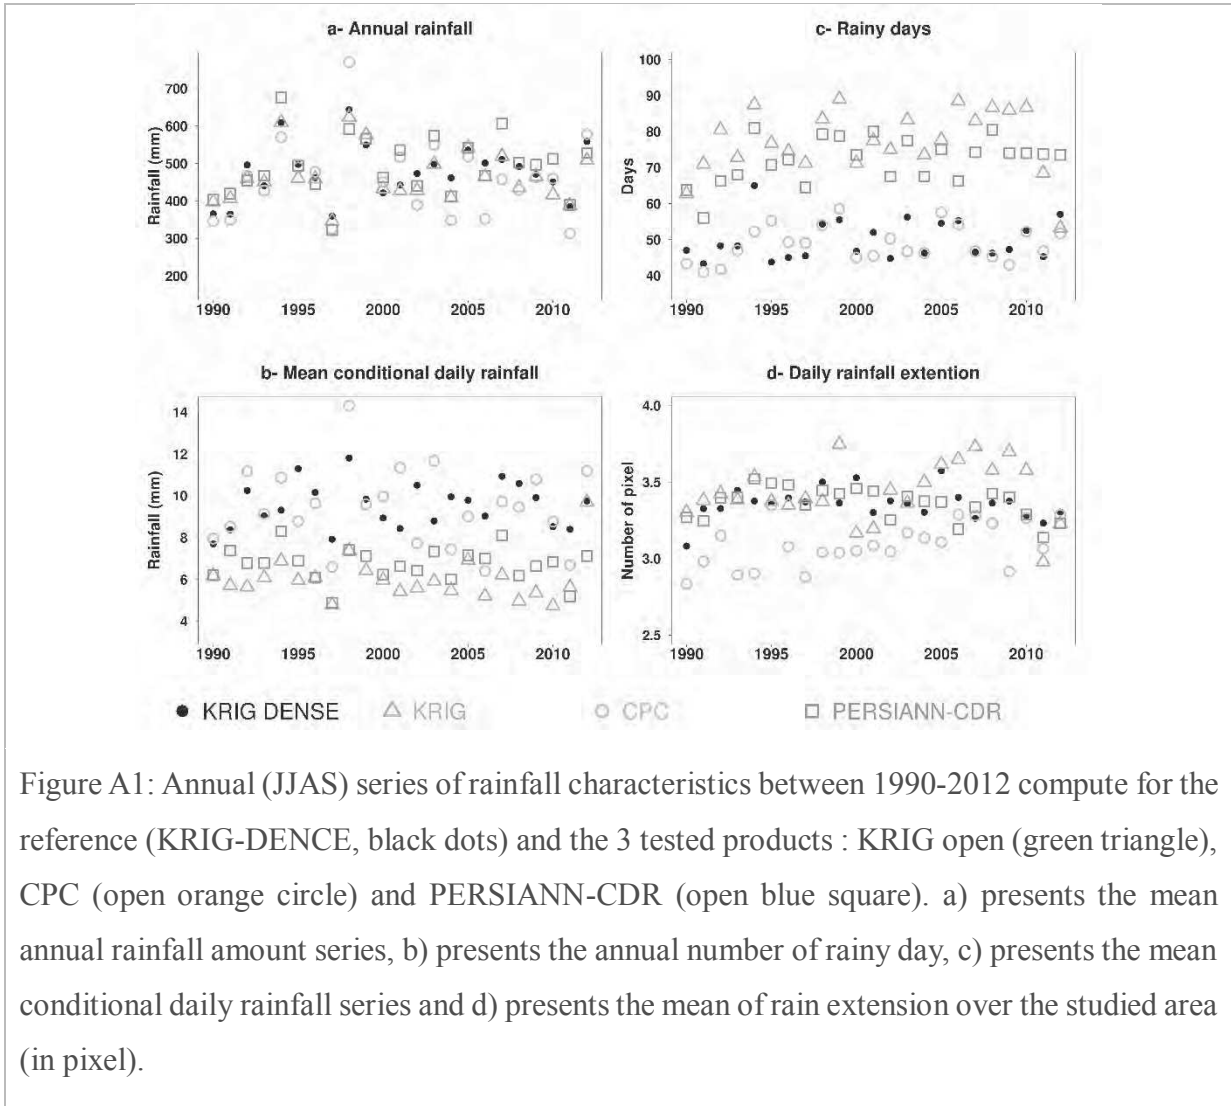 a- Annual rainfall
Rainfall (mm)
700
600
500
400
300
200
1990 1995 2000 2005 2010
c- Rainy days
Days
100
90
80
70
60
50
40
1990 1995 2000 2005 2010
b- Mean conditional daily rainfall
Rainfall (mm)
14
12
10
8
6
4
1990 1995 2000 2005 2010
d- Daily rainfall extention
Number of pixel
4.0
3.5
3.0
2.5
1990 1995 2000 2005 2010
KRIG DENSE KRIG CPC PERSIANN-CDR
Figure A1: Annual (JJAS) series of rainfall characteristics between 1990-2012 compute for the
reference (KRIG-DENCE, black dots) and the 3 tested products : KRIG open (green triangle),
CPC (open orange circle) and PERSIANN-CDR (open blue square). a) presents the mean
annual rainfall amount series, b) presents the annual number of rainy day, c) presents the mean
conditional daily rainfall series and d) presents the mean of rain extension over the studied area
(in pixel).